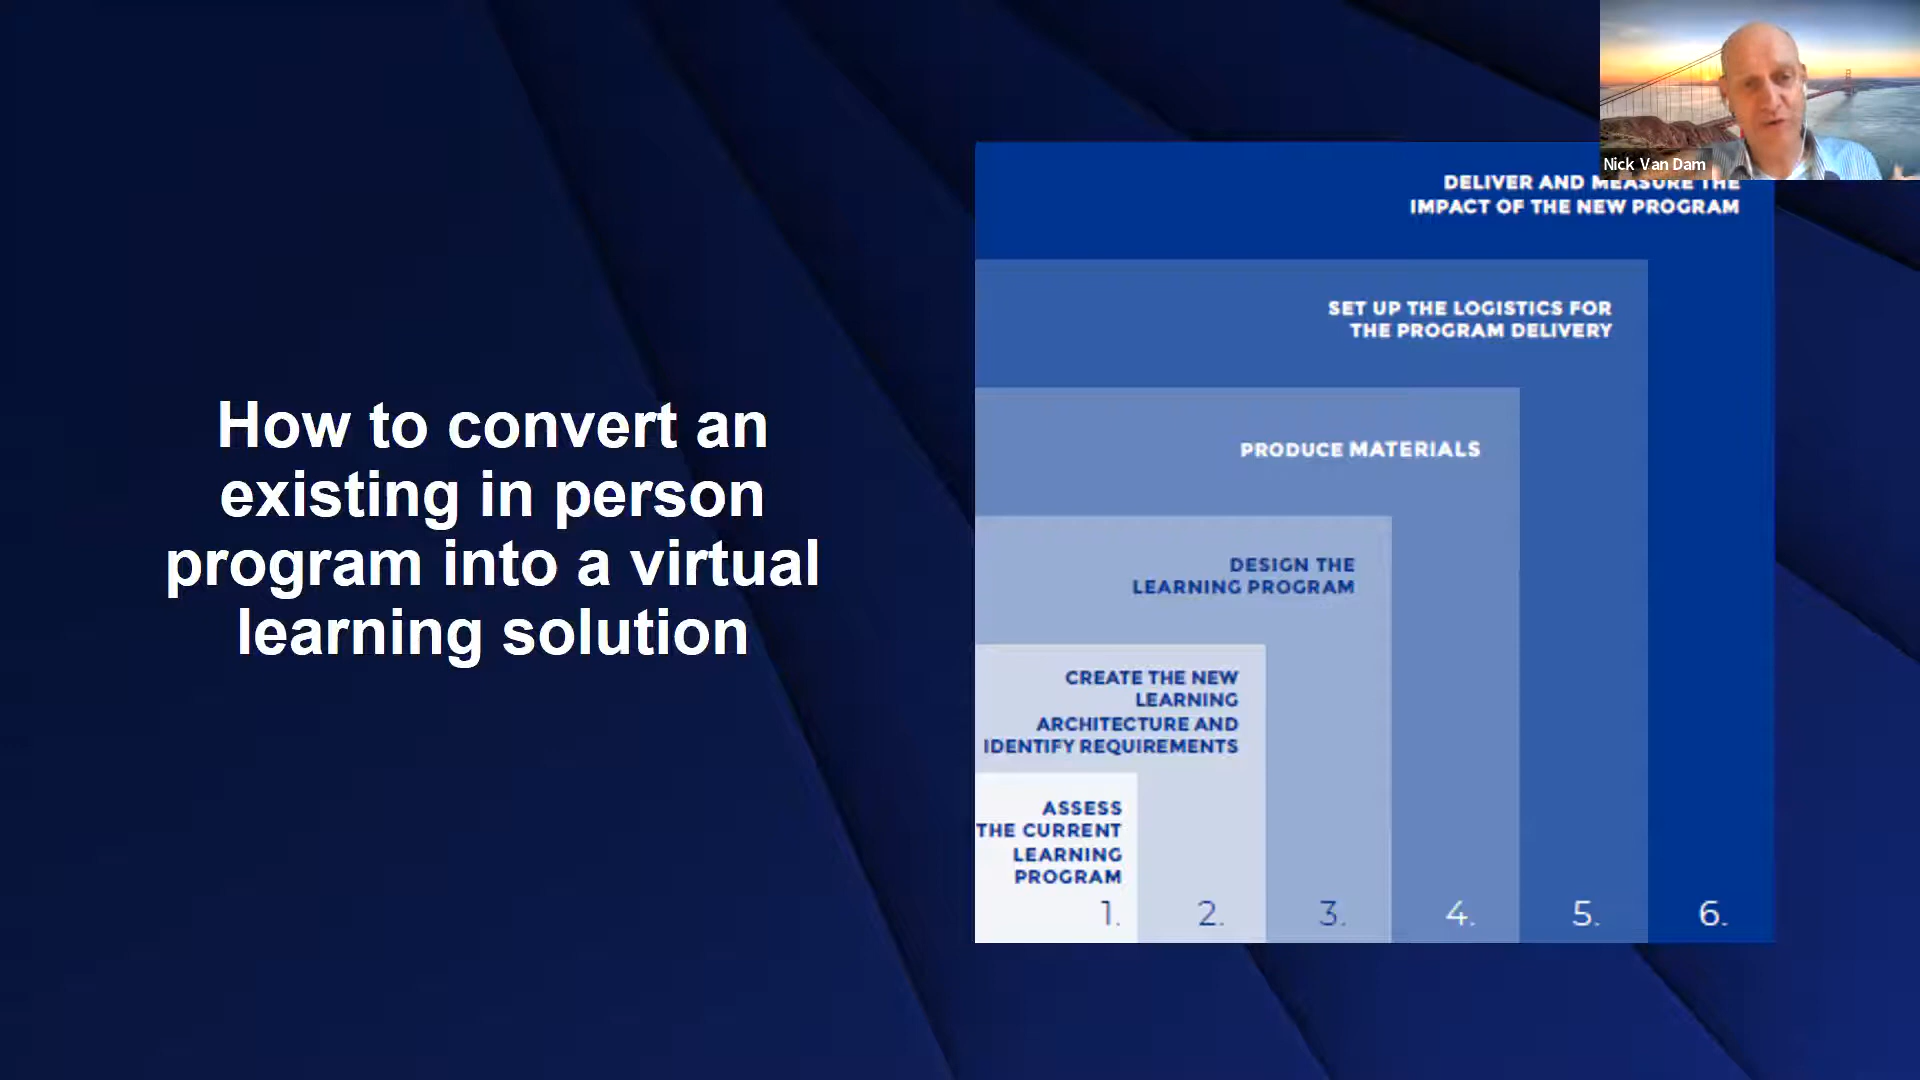 Nick Van Dam
How to convert an
existing in person
program into a virtual
learning solution
DELIVER AND MEASURE THE
IMPACT OF THE NEW PROGRAM
SET UP THE LOGISTICS FOR
THE PROGRAM DELIVERY
PRODUCE MATERIALS
DESIGN THE
LEARNING PROGRAM
CREATE THE NEW
LEARNING
ARCHITECTURE AND
IDENTIFY REQUIREMENTS
ASSESS
THE CURRENT
LEARNING
PROGRAM
1. 2. 3. 4. 5. 6.